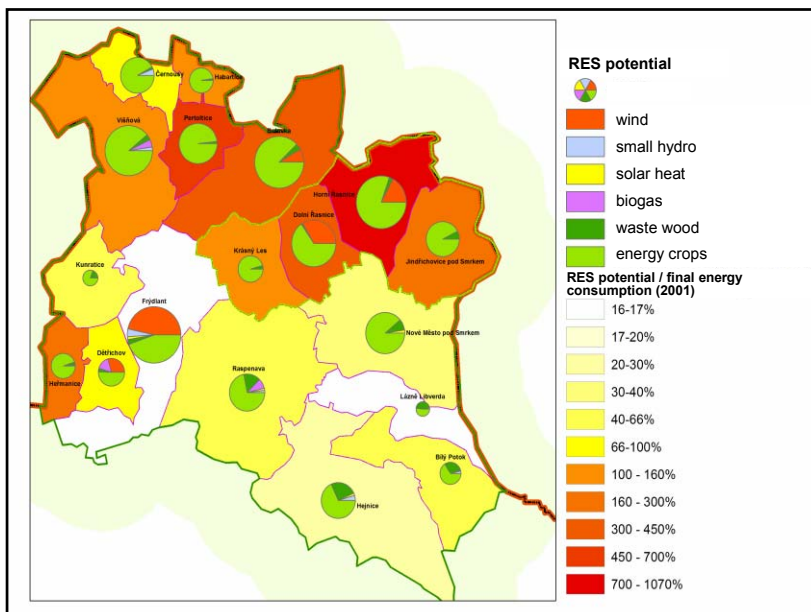 Černousy
Habartice
Višňová
Pertoltice
Bulovka
Horní Řasnice
Dolní Řasnice
Krásný Les
Jindřichovice pod Smrkem
Kunratice
Frýdlant
Nové Město pod Smrkem
Dětřichov
Heřmanice
Raspenava
Lázně Libverda
Bílý Potok
Hejnice
RES potential
wind
small hydro
solar heat
biogas
waste wood
energy crops
RES potential / final energy
consumption (2001)
16-17%
17-20%
20-30%
30-40%
40-66%
66-100%
100 - 160%
160 - 300%
300 - 450%
450 - 700%
700 - 1070%